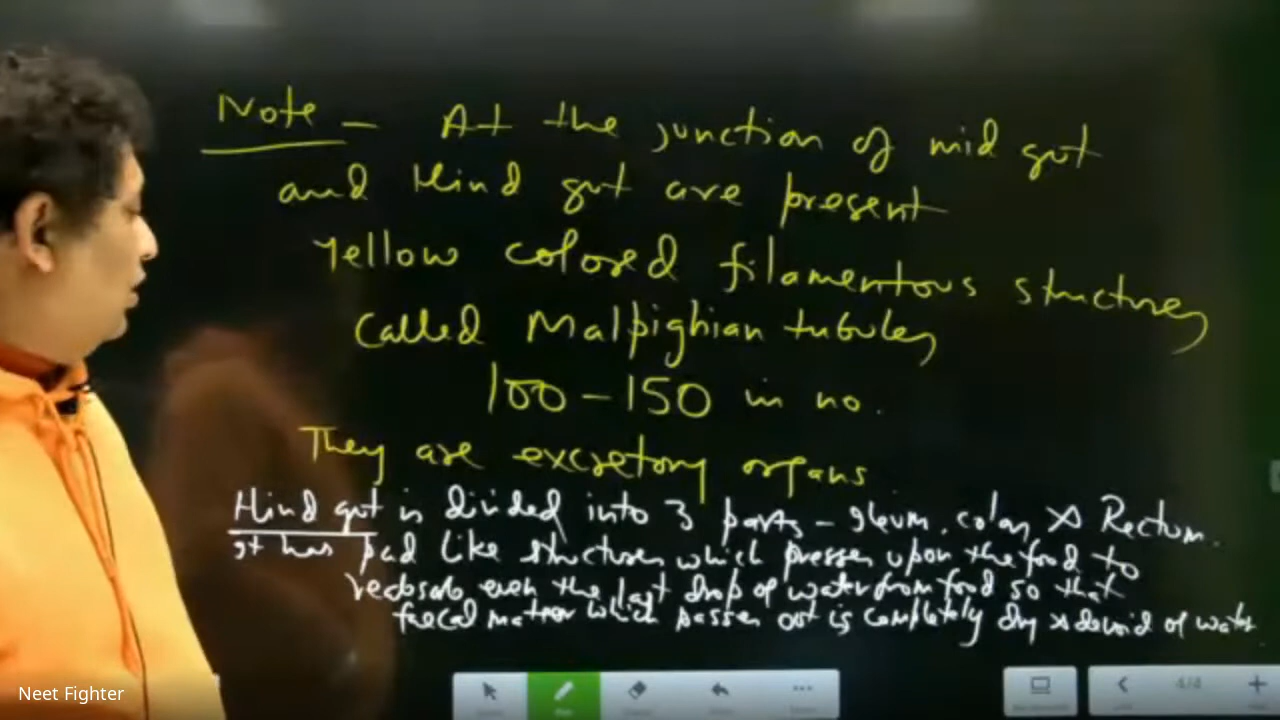 Note - At the junction of mid gut
and Hind gut are present
Yellow colored filamentous structures
called Malpighian tubules
100-150 in no.
They are excretory organs
Hind gut is divided into 3 parts - Ileum, colon & Rectum.
It has pad like structures which presses upon the food to
reabsorb even the last drop of water from food so that
faecal matter which passes out is completely dry & devoid of water
Neet Fighter
4/4